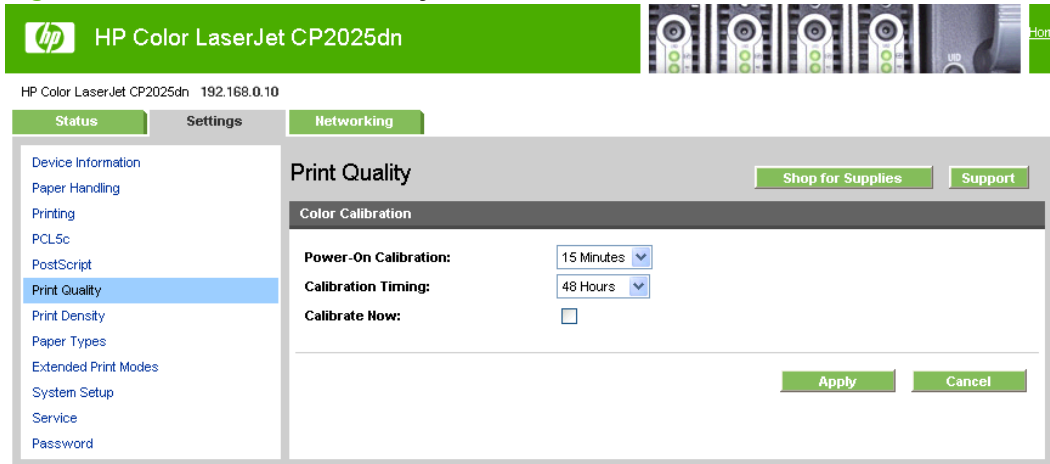 hp HP Color LaserJet CP2025dn
UID
HP Color LaserJet CP2025dn 192.168.0.10
Status Settings Networking
Device Information
Paper Handling
Printing
PCL5c
PostScript
Print Quality
Print Density
Paper Types
Extended Print Modes
System Setup
Service
Password
Print Quality
Shop for Supplies Support
Color Calibration
Power-On Calibration: 15 Minutes
Calibration Timing: 48 Hours
Calibrate Now:
Apply Cancel